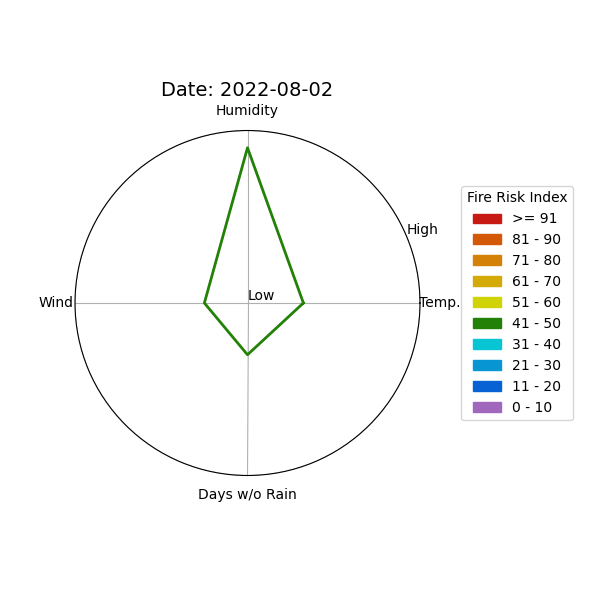 Date: 2022-08-02
Humidity
High
Low
Wind
Temp.
Days w/o Rain
Fire Risk Index
>= 91
81 - 90
71 - 80
61 - 70
51 - 60
41 - 50
31 - 40
21 - 30
11 - 20
0 - 10